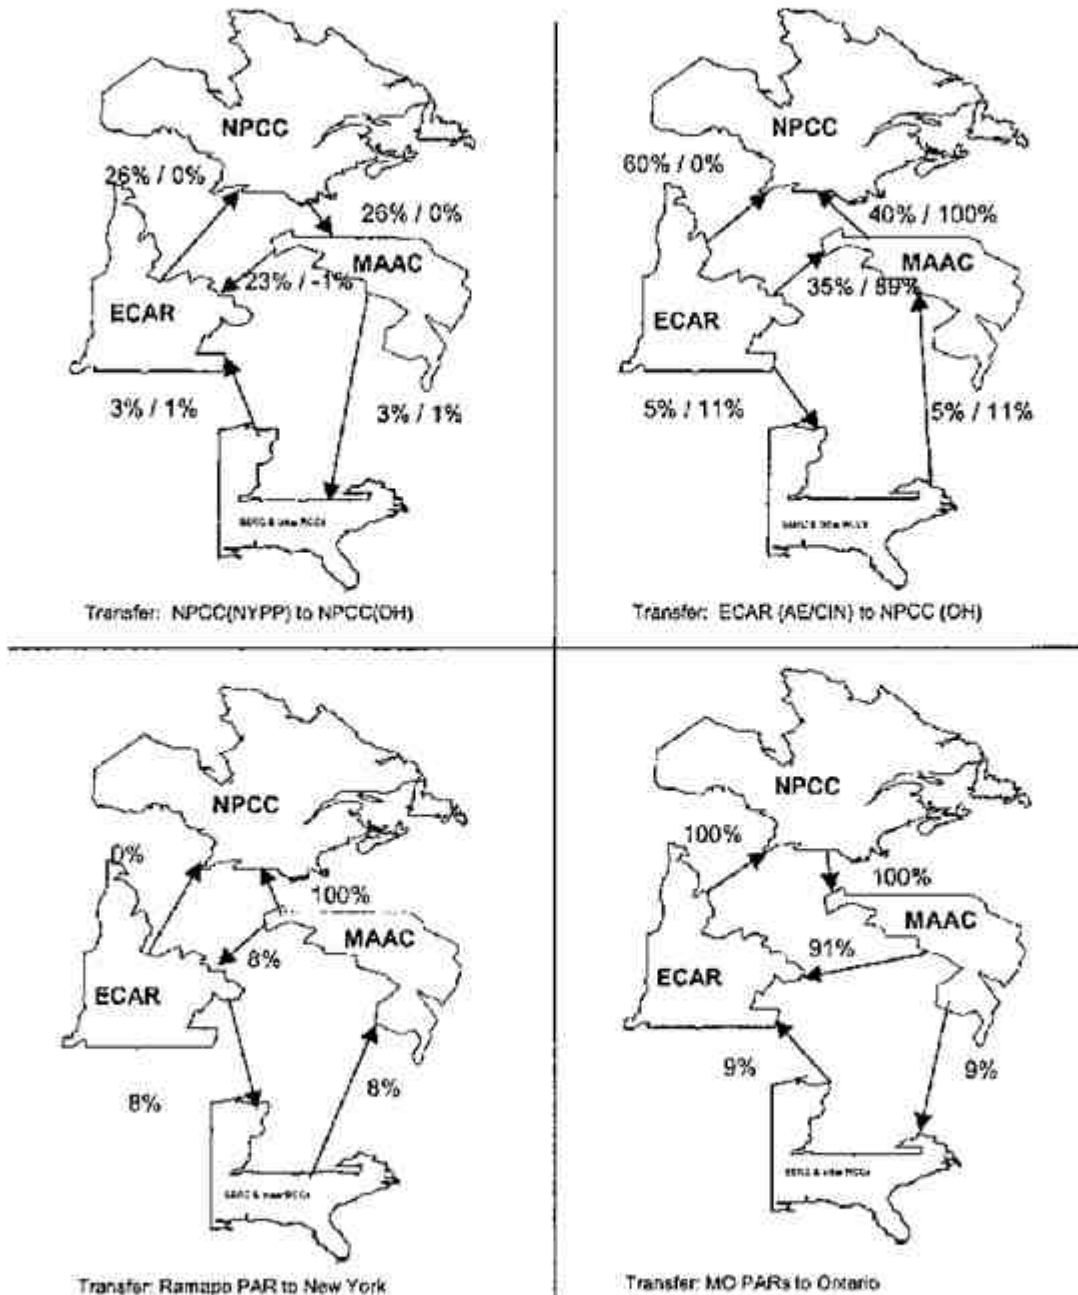 NPCC
26% / 0%
26% / 0%
MAAC
23% / -1%
ECAR
3% / 1%
3% / 1%
Transfer: NPCC(NYPP) to NPCC(OH)
NPCC
60% / 0%
40% / 100%
MAAC
35% / 89%
ECAR
5% / 11%
5% / 11%
Transfer: ECAR (AE/CIN) to NPCC (OH)
NPCC
0%
100%
MAAC
8%
ECAR
8%
8%
Transfer: Ramapo PAR to New York
NPCC
100%
100%
MAAC
91%
ECAR
9%
9%
Transfer: MO PARs to Ontario